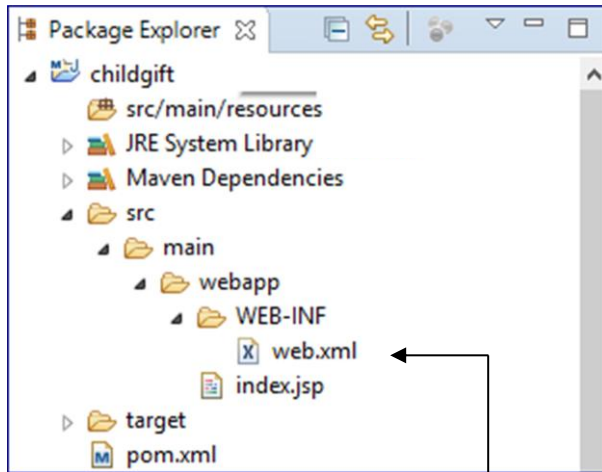 Package Explorer
childgift
src/main/resources
JRE System Library
Maven Dependencies
src
main
webapp
WEB-INF
web.xml
index.jsp
target
pom.xml